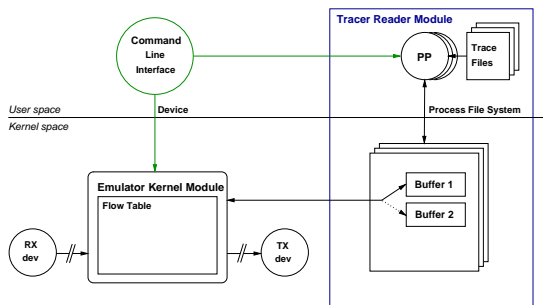 Tracer Reader Module
Command
Line
Interface
PP
Trace
Files
User space
Device
Process File System
Kernel space
Emulator Kernel Module
Flow Table
Buffer 1
Buffer 2
RX
dev
TX
dev